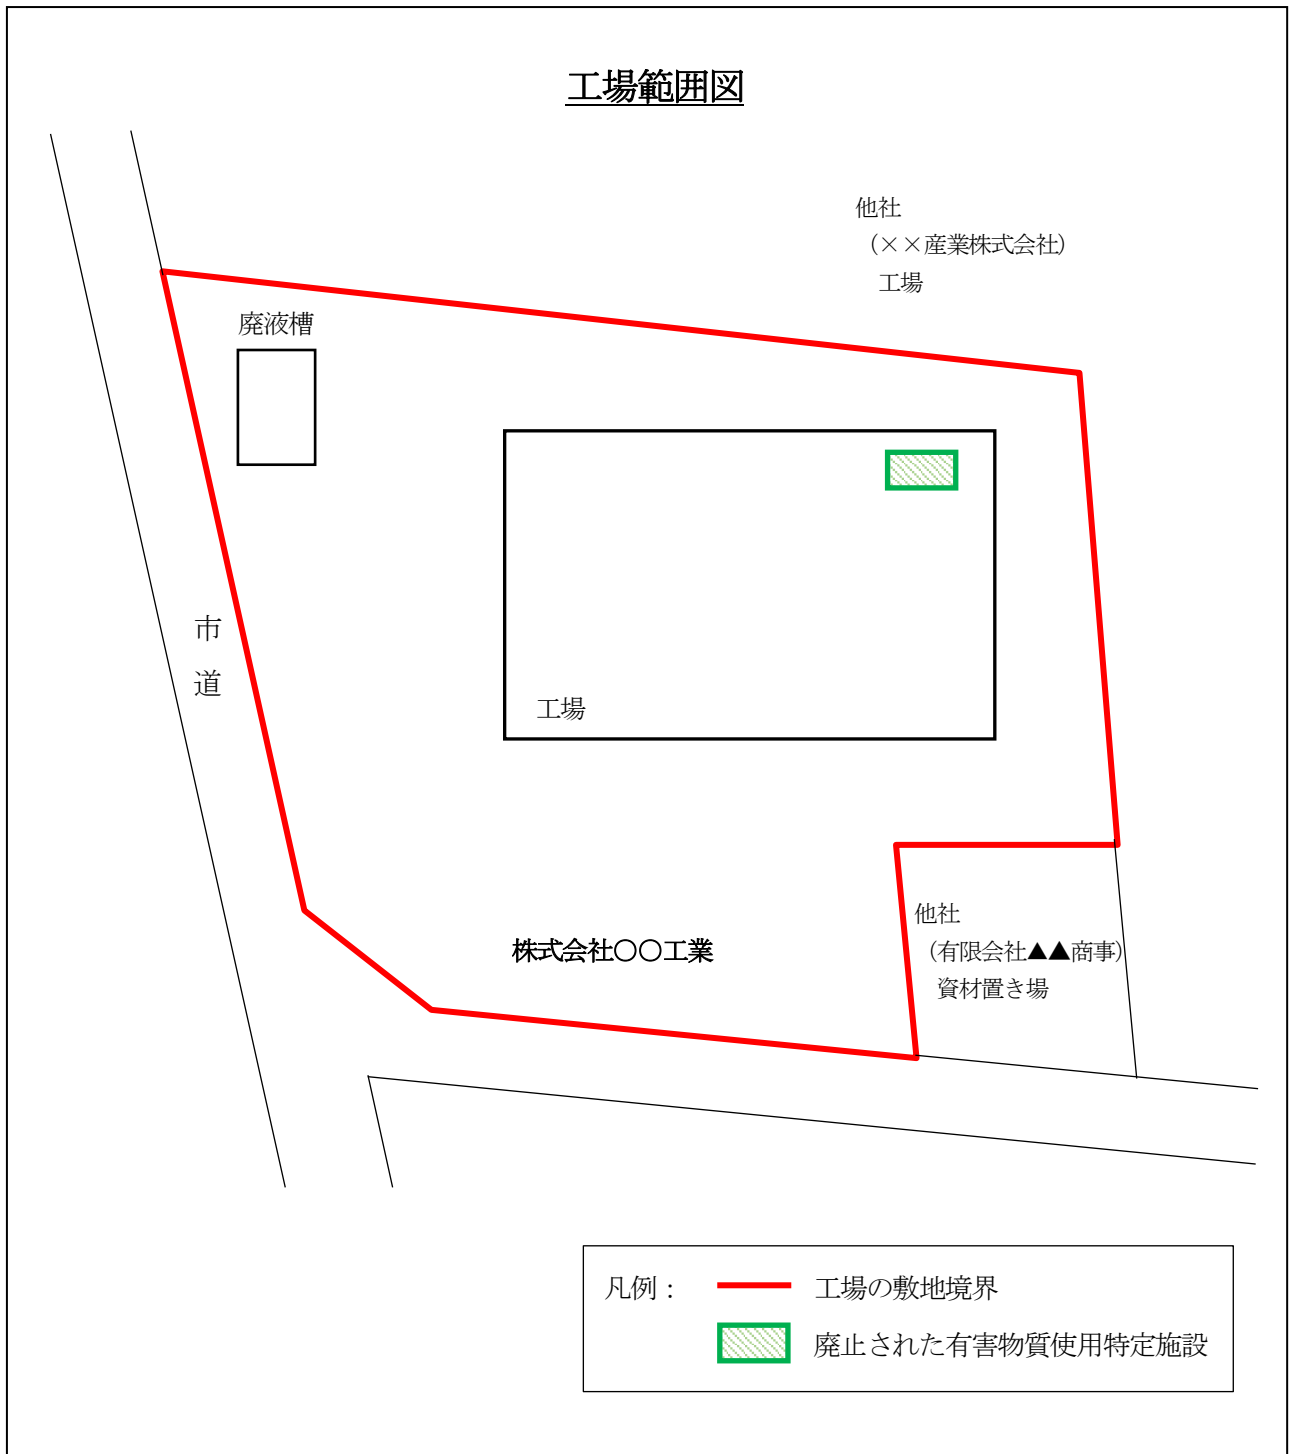 工場範囲図
他社
（××産業株式会社）
工場
廃液槽
市
道
工場
株式会社〇〇工業
他社
（有限会社▲▲商事）
資材置き場
凡例：
工場の敷地境界
廃止された有害物質使用特定施設